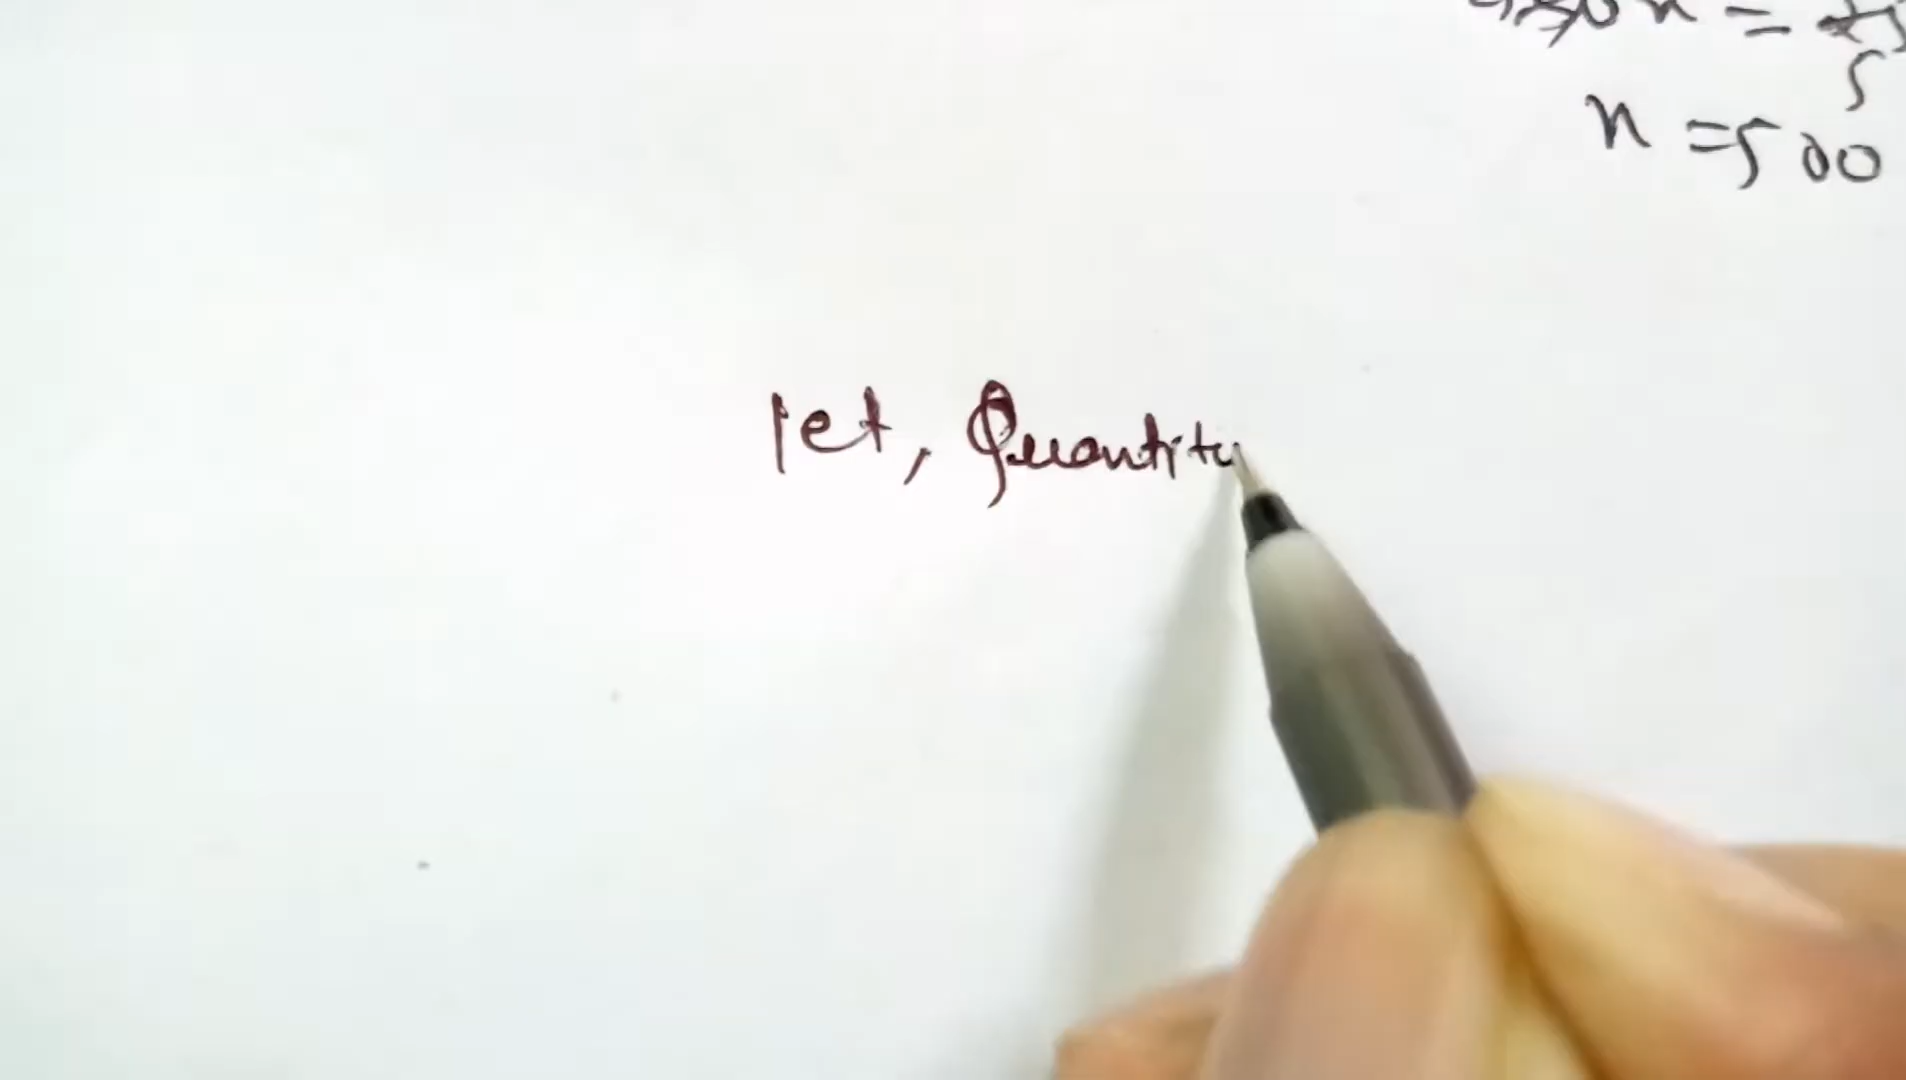 n = 500
let, Quantity